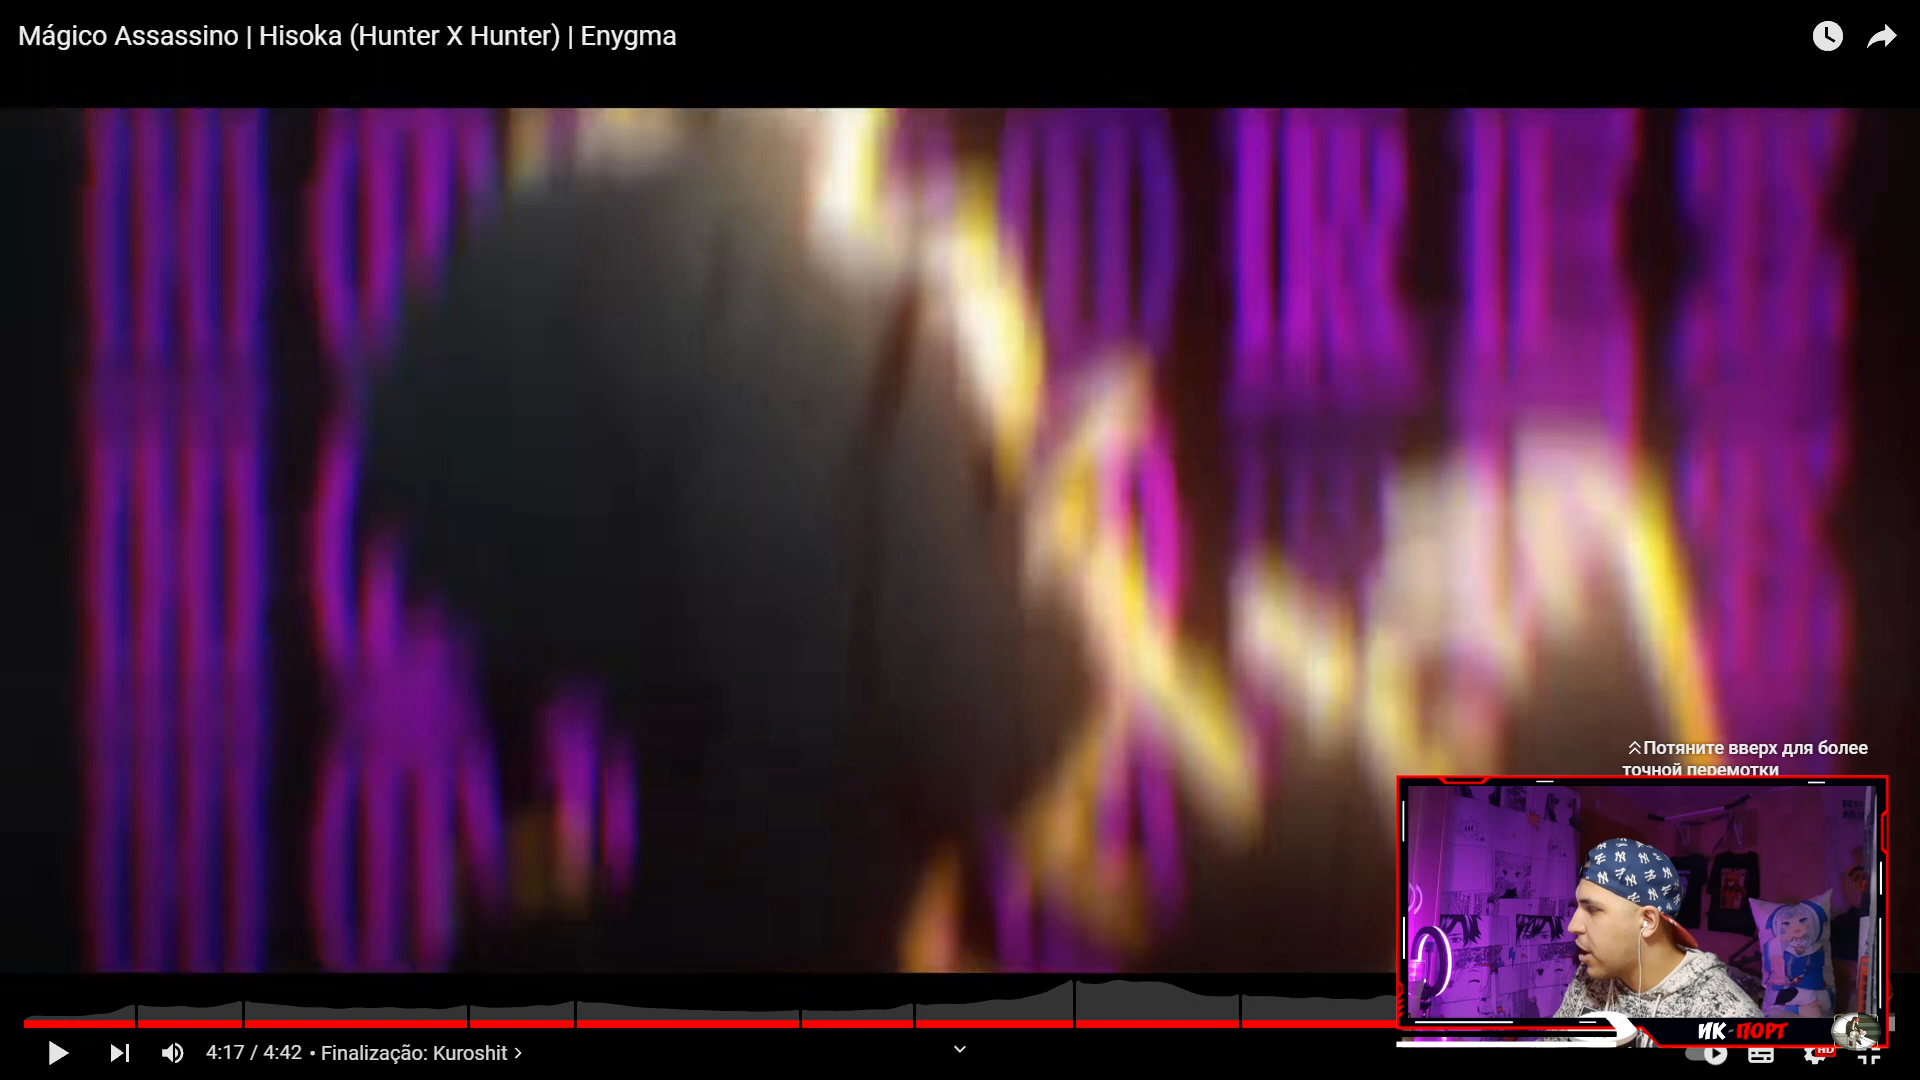 Mágico Assassino | Hisoka (Hunter X Hunter) | Enygma
Потяните вверх для более
точной перемотки
4:17 / 4:42 • Finalização: Kuroshit
HD
ИК-ПОРТ